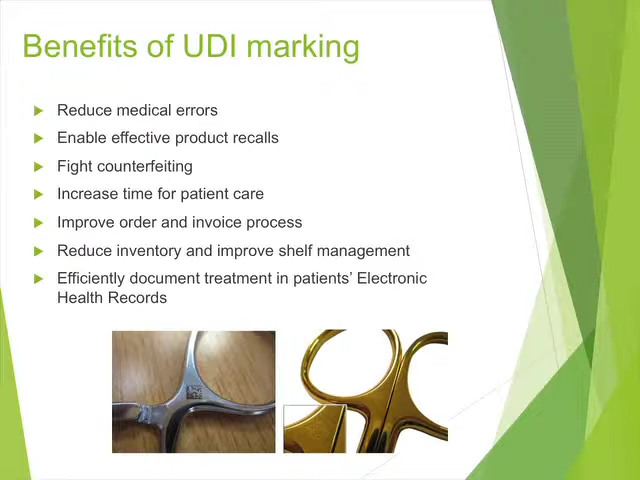 Benefits of UDI marking
Reduce medical errors
Enable effective product recalls
Fight counterfeiting
Increase time for patient care
Improve order and invoice process
Reduce inventory and improve shelf management
Efficiently document treatment in patients’ Electronic
Health Records